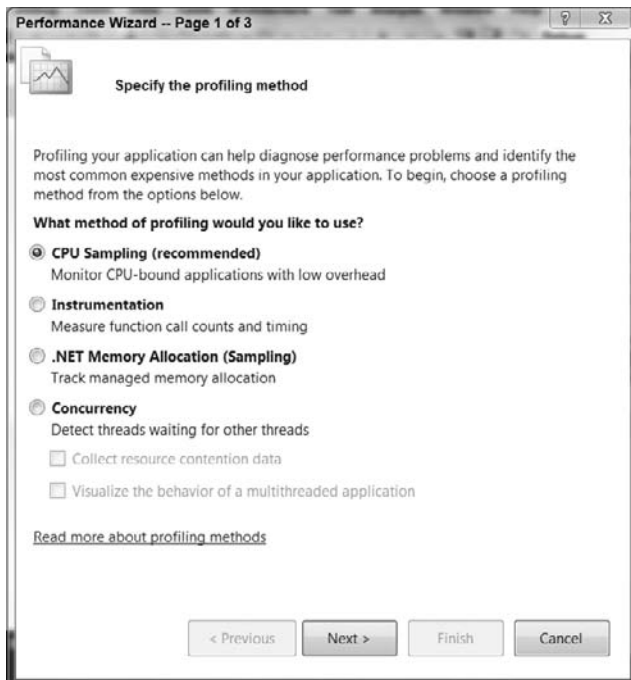 Performance Wizard -- Page 1 of 3
Specify the profiling method
Profiling your application can help diagnose performance problems and identify the
most common expensive methods in your application. To begin, choose a profiling
method from the options below.
What method of profiling would you like to use?
CPU Sampling (recommended)
Monitor CPU-bound applications with low overhead
Instrumentation
Measure function call counts and timing
.NET Memory Allocation (Sampling)
Track managed memory allocation
Concurrency
Detect threads waiting for other threads
Collect resource contention data
Visualize the behavior of a multithreaded application
Read more about profiling methods
< Previous Next > Finish Cancel